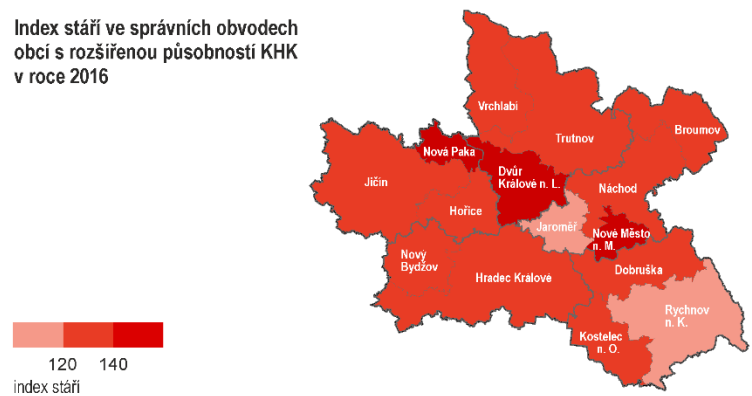 Index stáří ve správních obvodech
obcí s rozšířenou působností KHK
v roce 2016
Vrchlabí
Trutnov
Broumov
Nová Paka
Dvůr
Králové n. L.
Jičín
Náchod
Hořice
Jaroměř
Nové Město
n. M.
Nový
Bydžov
Hradec Králové
Dobruška
Rychnov
n. K.
Kostelec
n. O.
120 140
index stáří